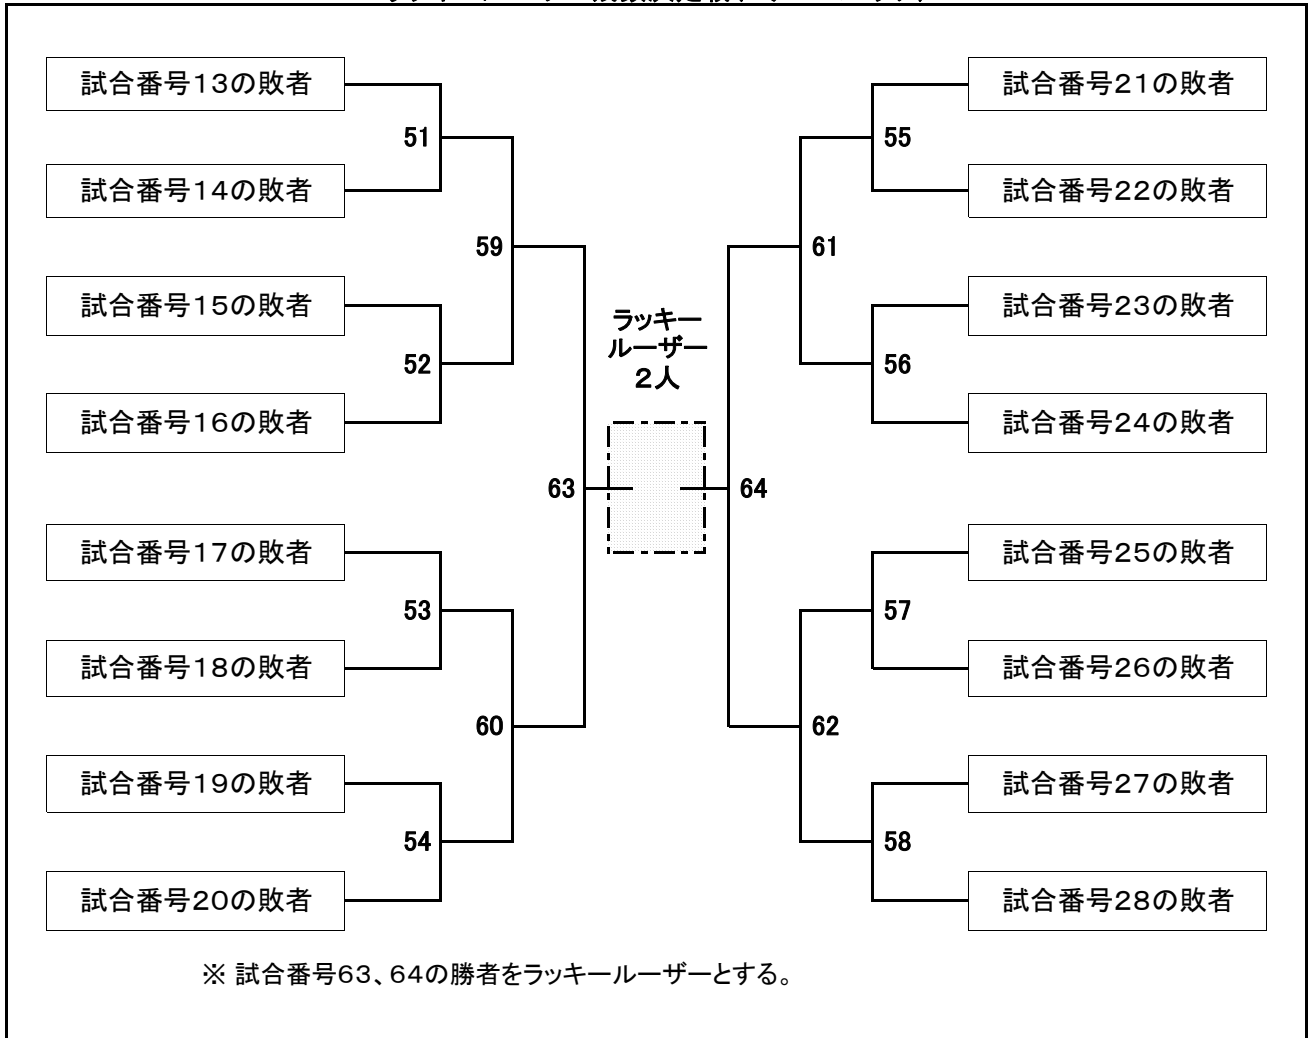 試合番号13の敗者
51
試合番号14の敗者
59
試合番号15の敗者
52
試合番号16の敗者
63
試合番号17の敗者
53
試合番号18の敗者
60
試合番号19の敗者
54
試合番号20の敗者
ラッキー
ルーザー
2人
試合番号21の敗者
55
試合番号22の敗者
61
試合番号23の敗者
56
試合番号24の敗者
64
試合番号25の敗者
57
試合番号26の敗者
62
試合番号27の敗者
58
試合番号28の敗者
※ 試合番号63、64の勝者をラッキールーザーとする。